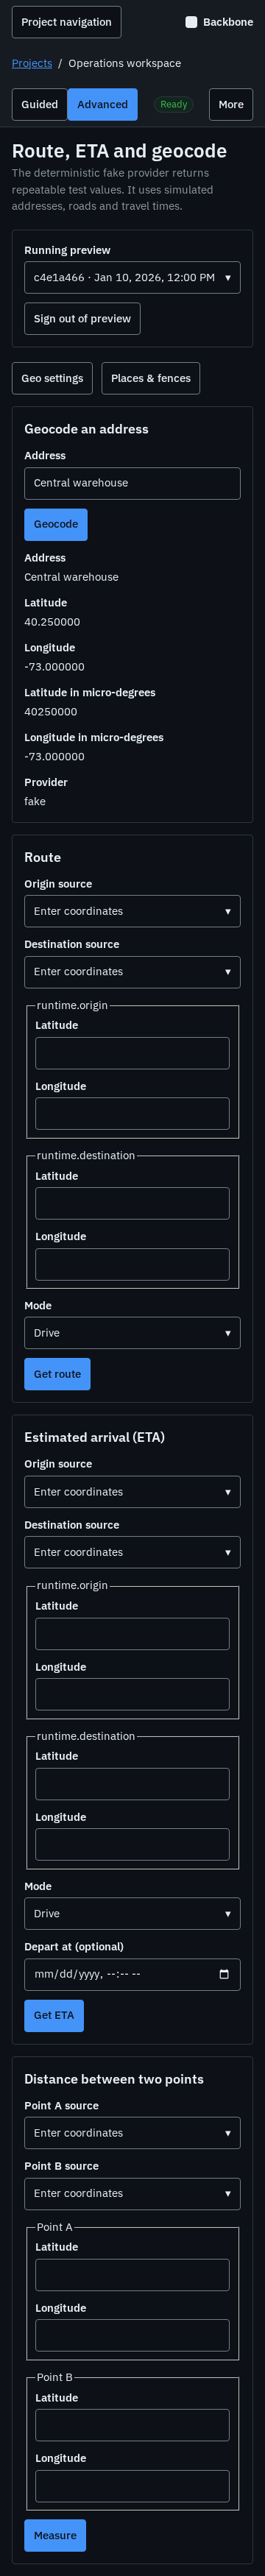 Project navigation
Backbone
Projects / Operations workspace
Guided
Advanced
Ready
More
Route, ETA and geocode
The deterministic fake provider returns
repeatable test values. It uses simulated
addresses, roads and travel times.
Running preview
c4e1a466 · Jan 10, 2026, 12:00 PM
Sign out of preview
Geo settings
Places & fences
Geocode an address
Address
Central warehouse
Geocode
Address
Central warehouse
Latitude
40.250000
Longitude
-73.000000
Latitude in micro-degrees
40250000
Longitude in micro-degrees
-73.000000
Provider
fake
Route
Origin source
Enter coordinates
Destination source
Enter coordinates
runtime.origin
Latitude
Longitude
runtime.destination
Latitude
Longitude
Mode
Drive
Get route
Estimated arrival (ETA)
Origin source
Enter coordinates
Destination source
Enter coordinates
runtime.origin
Latitude
Longitude
runtime.destination
Latitude
Longitude
Mode
Drive
Depart at (optional)
mm/dd/yyyy, --:-- --
Get ETA
Distance between two points
Point A source
Enter coordinates
Point B source
Enter coordinates
Point A
Latitude
Longitude
Point B
Latitude
Longitude
Measure